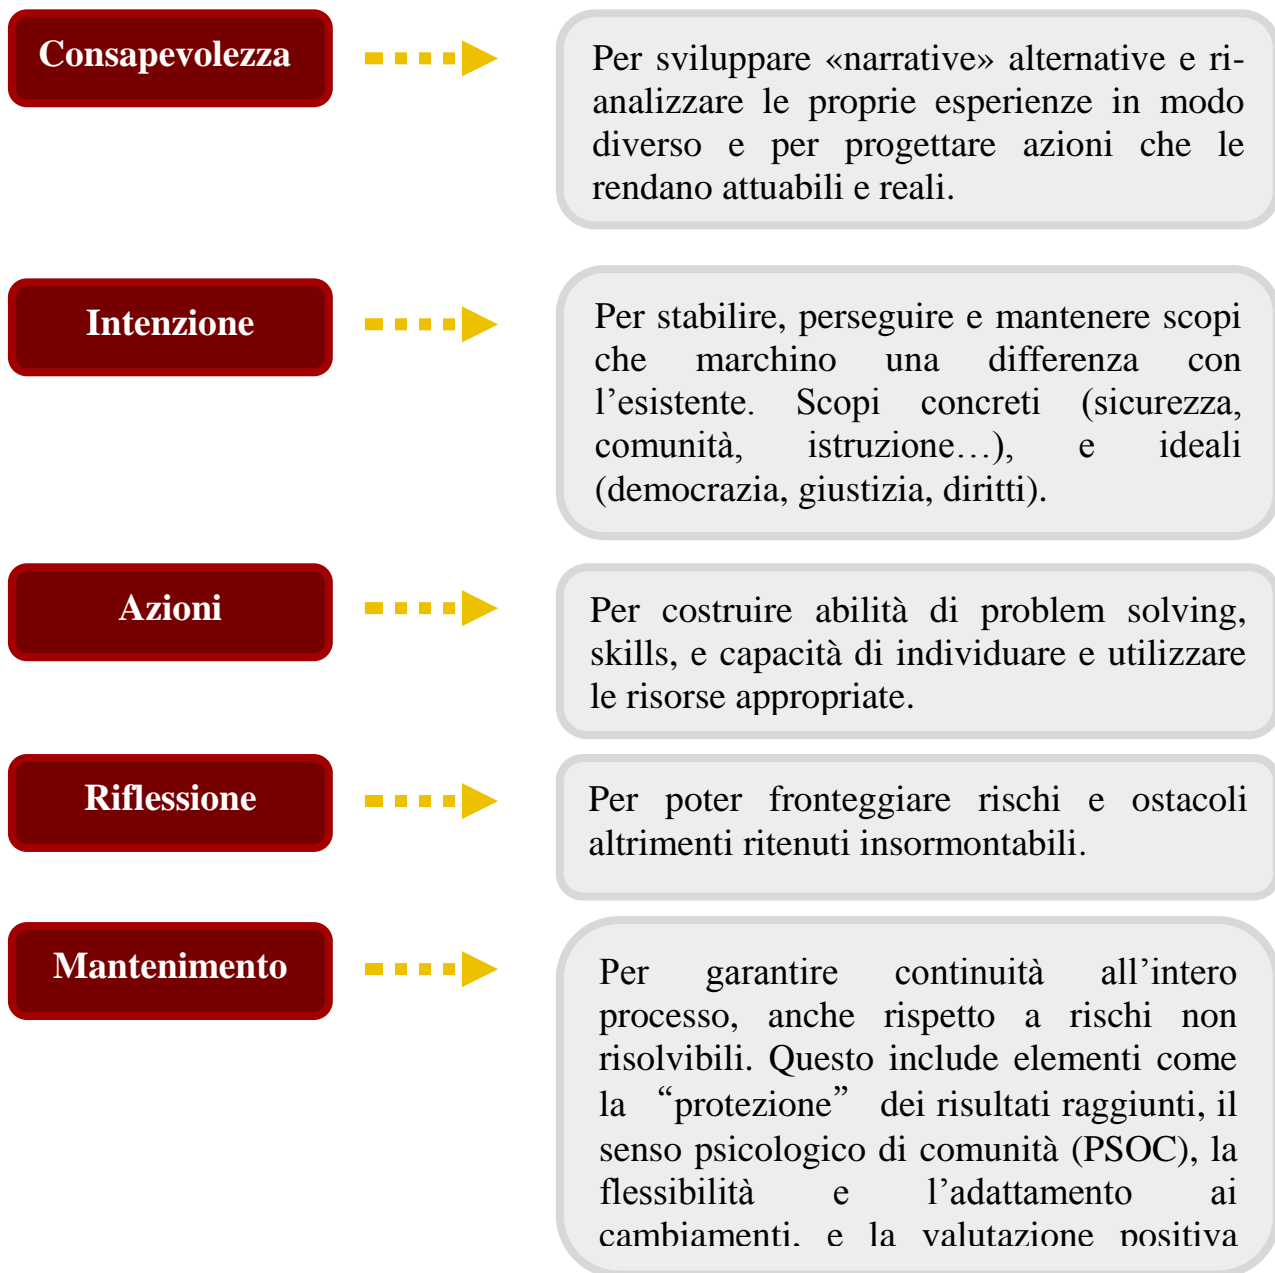 Consapevolezza
Per sviluppare «narrative» alternative e ri-
analizzare le proprie esperienze in modo
diverso e per progettare azioni che le
rendano attuabili e reali.
Intenzione
Per stabilire, perseguire e mantenere scopi
che marchino una differenza con
l’esistente. Scopi concreti (sicurezza,
comunità, istruzione…), e ideali
(democrazia, giustizia, diritti).
Azioni
Per costruire abilità di problem solving,
skills, e capacità di individuare e utilizzare
le risorse appropriate.
Riflessione
Per poter fronteggiare rischi e ostacoli
altrimenti ritenuti insormontabili.
Mantenimento
Per garantire continuità all’intero
processo, anche rispetto a rischi non
risolvibili. Questo include elementi come
la “protezione” dei risultati raggiunti, il
senso psicologico di comunità (PSOC), la
flessibilità e l’adattamento ai
cambiamenti, e la valutazione positiva